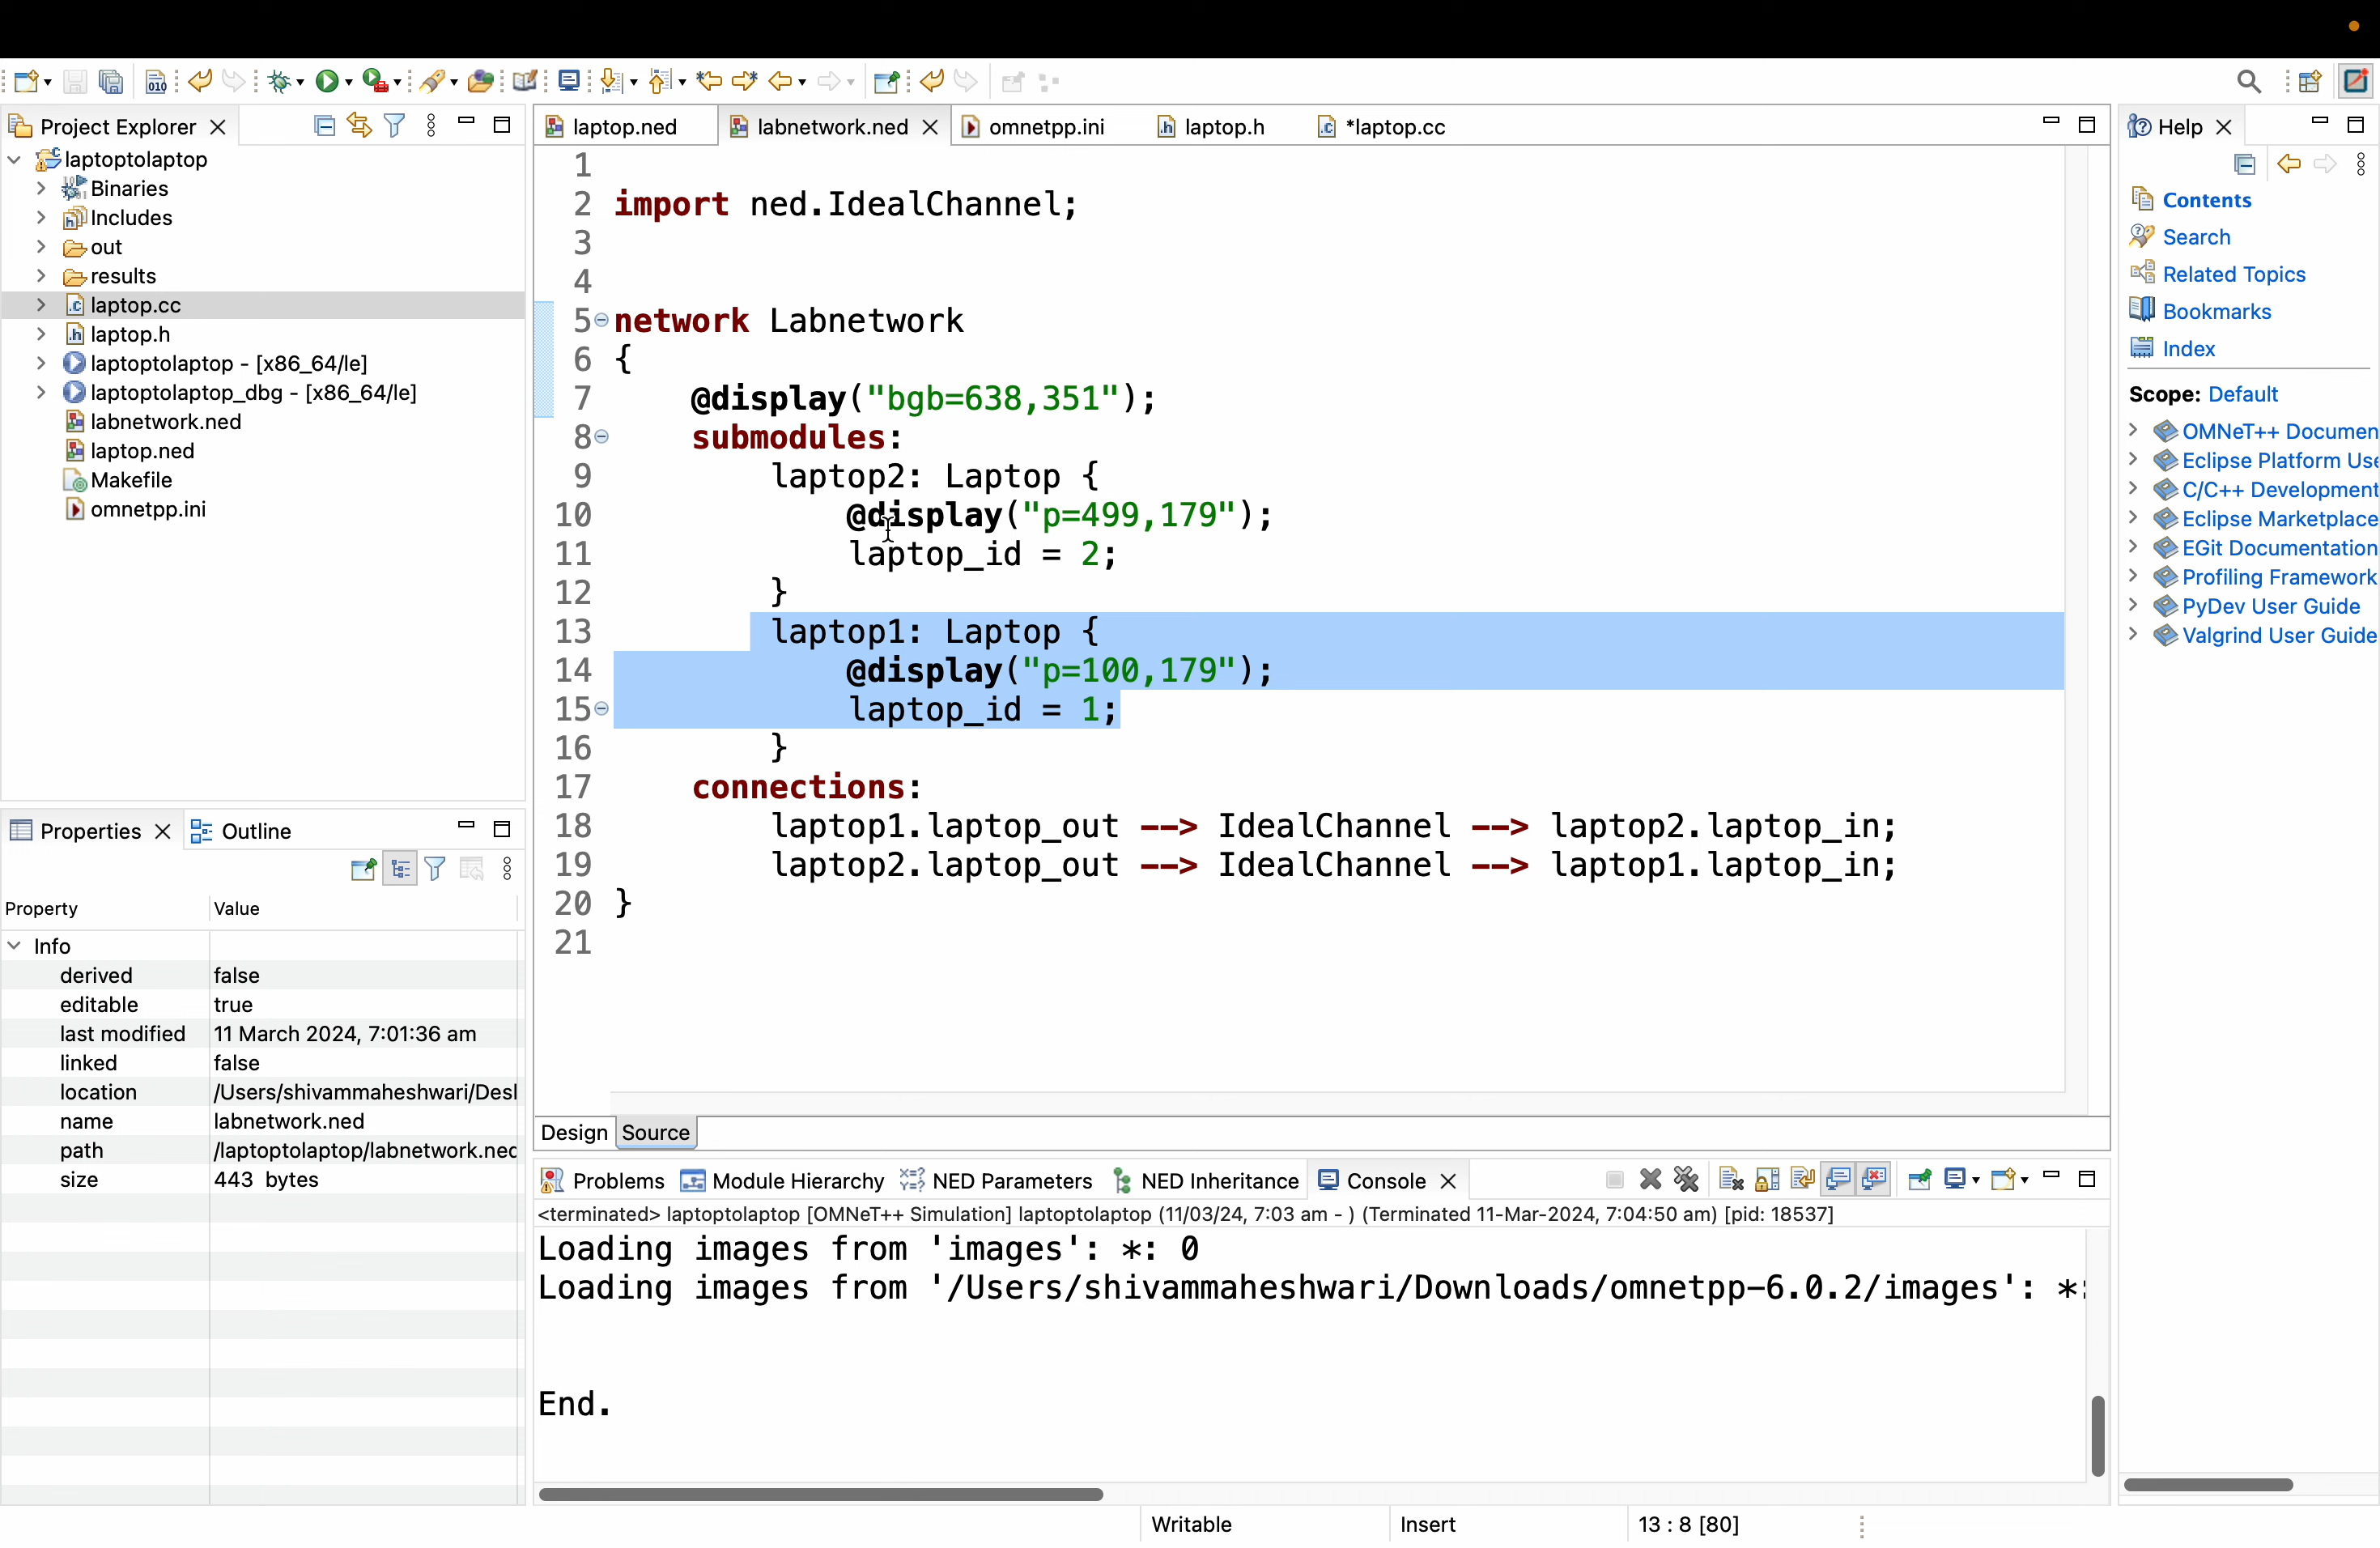 Project Explorer
laptoptolaptop
Binaries
Includes
out
results
laptop.cc
laptop.h
laptoptolaptop - [x86_64/le]
laptoptolaptop_dbg - [x86_64/le]
labnetwork.ned
laptop.ned
Makefile
omnetpp.ini
Properties
Outline
Property Value
Info
derived false
editable true
last modified 11 March 2024, 7:01:36 am
linked false
location /Users/shivammaheshwari/Desl
name labnetwork.ned
path /laptoptolaptop/labnetwork.nec
size 443 bytes
laptop.ned labnetwork.ned omnetpp.ini laptop.h *laptop.cc
1
2 import ned.IdealChannel;
3
4
5 network Labnetwork
6 {
7 @display("bgb=638,351");
8 submodules:
9 laptop2: Laptop {
10 @display("p=499,179");
11 laptop_id = 2;
12 }
13 laptop1: Laptop {
14 @display("p=100,179");
15 laptop_id = 1;
16 }
17 connections:
18 laptop1.laptop_out --> IdealChannel --> laptop2.laptop_in;
19 laptop2.laptop_out --> IdealChannel --> laptop1.laptop_in;
20 }
21
Design Source
Problems Module Hierarchy NED Parameters NED Inheritance Console
<terminated> laptoptolaptop [OMNeT++ Simulation] laptoptolaptop (11/03/24, 7:03 am - ) (Terminated 11-Mar-2024, 7:04:50 am) [pid: 18537]
Loading images from 'images': *: 0
Loading images from '/Users/shivammaheshwari/Downloads/omnetpp-6.0.2/images': *:
End.
Writable Insert 13 : 8 [80]
Help
Contents
Search
Related Topics
Bookmarks
Index
Scope: Default
OMNeT++ Documen
Eclipse Platform Use
C/C++ Development
Eclipse Marketplace
EGit Documentation
Profiling Framework
PyDev User Guide
Valgrind User Guide